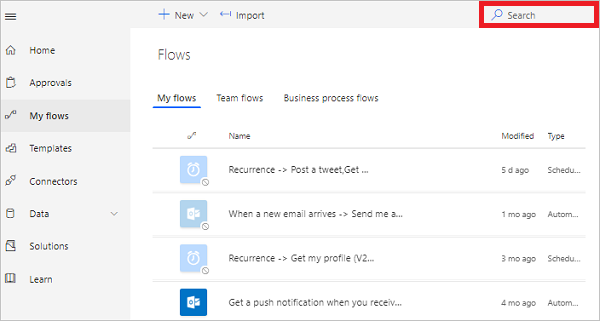 New Import Search
Home
Approvals
My flows
Templates
Connectors
Data
Solutions
Learn
Flows
My flows Team flows Business process flows
Name Modified Type
Recurrence -> Post a tweet,Get ... 5 d ago Schedu...
When a new email arrives -> Send me a... 1 mo ago Autom...
Recurrence -> Get my profile (V2... 3 mo ago Schedu...
Get a push notification when you receiv... 4 mo ago Autom...